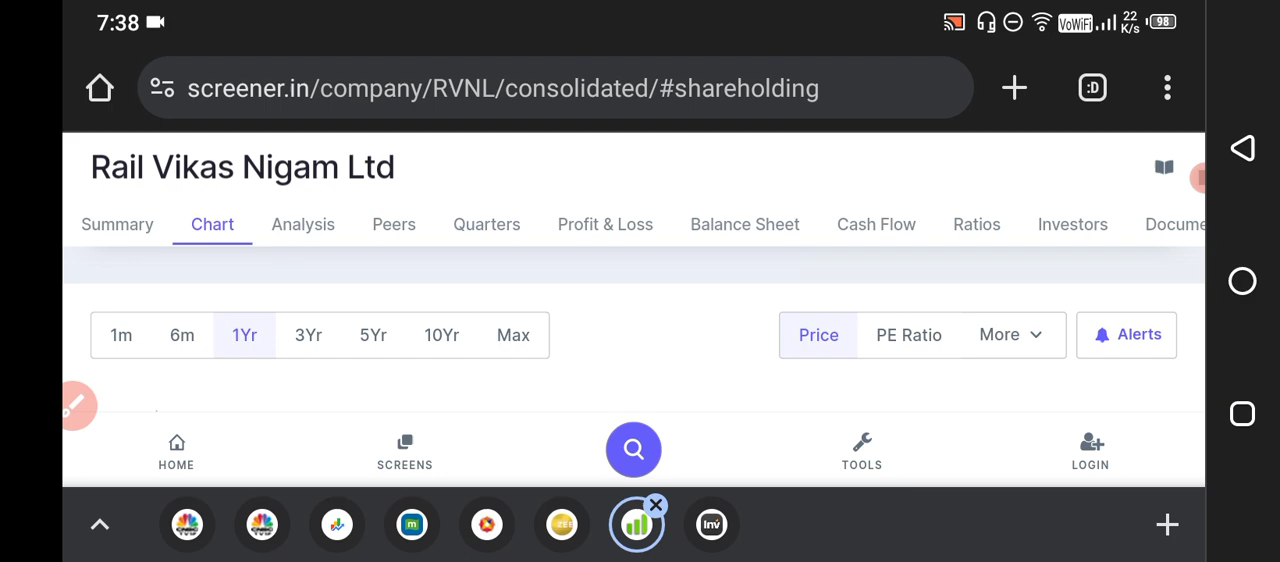 7:38 VoWiFi 22 K/s 98
screener.in/company/RVNL/consolidated/#shareholding :D
Rail Vikas Nigam Ltd
Summary Chart Analysis Peers Quarters Profit & Loss Balance Sheet Cash Flow Ratios Investors Docume
1m 6m 1Yr 3Yr 5Yr 10Yr Max Price PE Ratio More Alerts
HOME SCREENS TOOLS LOGIN
m ZEE Inv